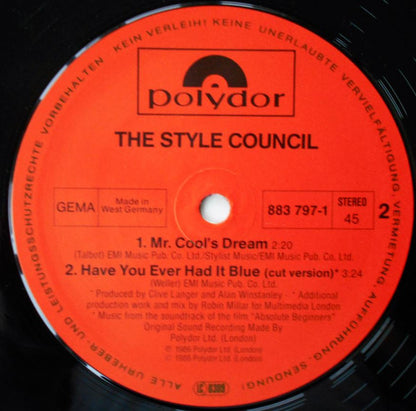 KEIN VERLEIH! KEINE UNERLAUBTE VERVIELFÄLTIGUNG, VERMIETUNG, AUFFÜHRUNG, SENDUNG!
ALLE URHEBER- UND LEISTUNGSSCHUTZRECHTE VORBEHALTEN
polydor
THE STYLE COUNCIL
GEMA
Made in
West Germany
883 797-1
STEREO
45
2
1. Mr. Cool's Dream 2:20
(Talbot) EMI Music Pub. Co. Ltd./Stylist Music/EMI Music Pub. Co. Ltd.
2. Have You Ever Had It Blue (cut version)* 3:24
(Weller) EMI Music Pub. Co. Ltd.
* Produced by Clive Langer and Alan Winstanley ◦ Additional
production work and mix by Robin Millar for Multimedia London
* Music from the soundtrack of the film "Absolute Beginners"
Original Sound Recording Made By
Polydor Ltd. (London)
℗ 1986 Polydor Ltd. (London)
© 1986 Polydor Ltd. (London)
LC 0309